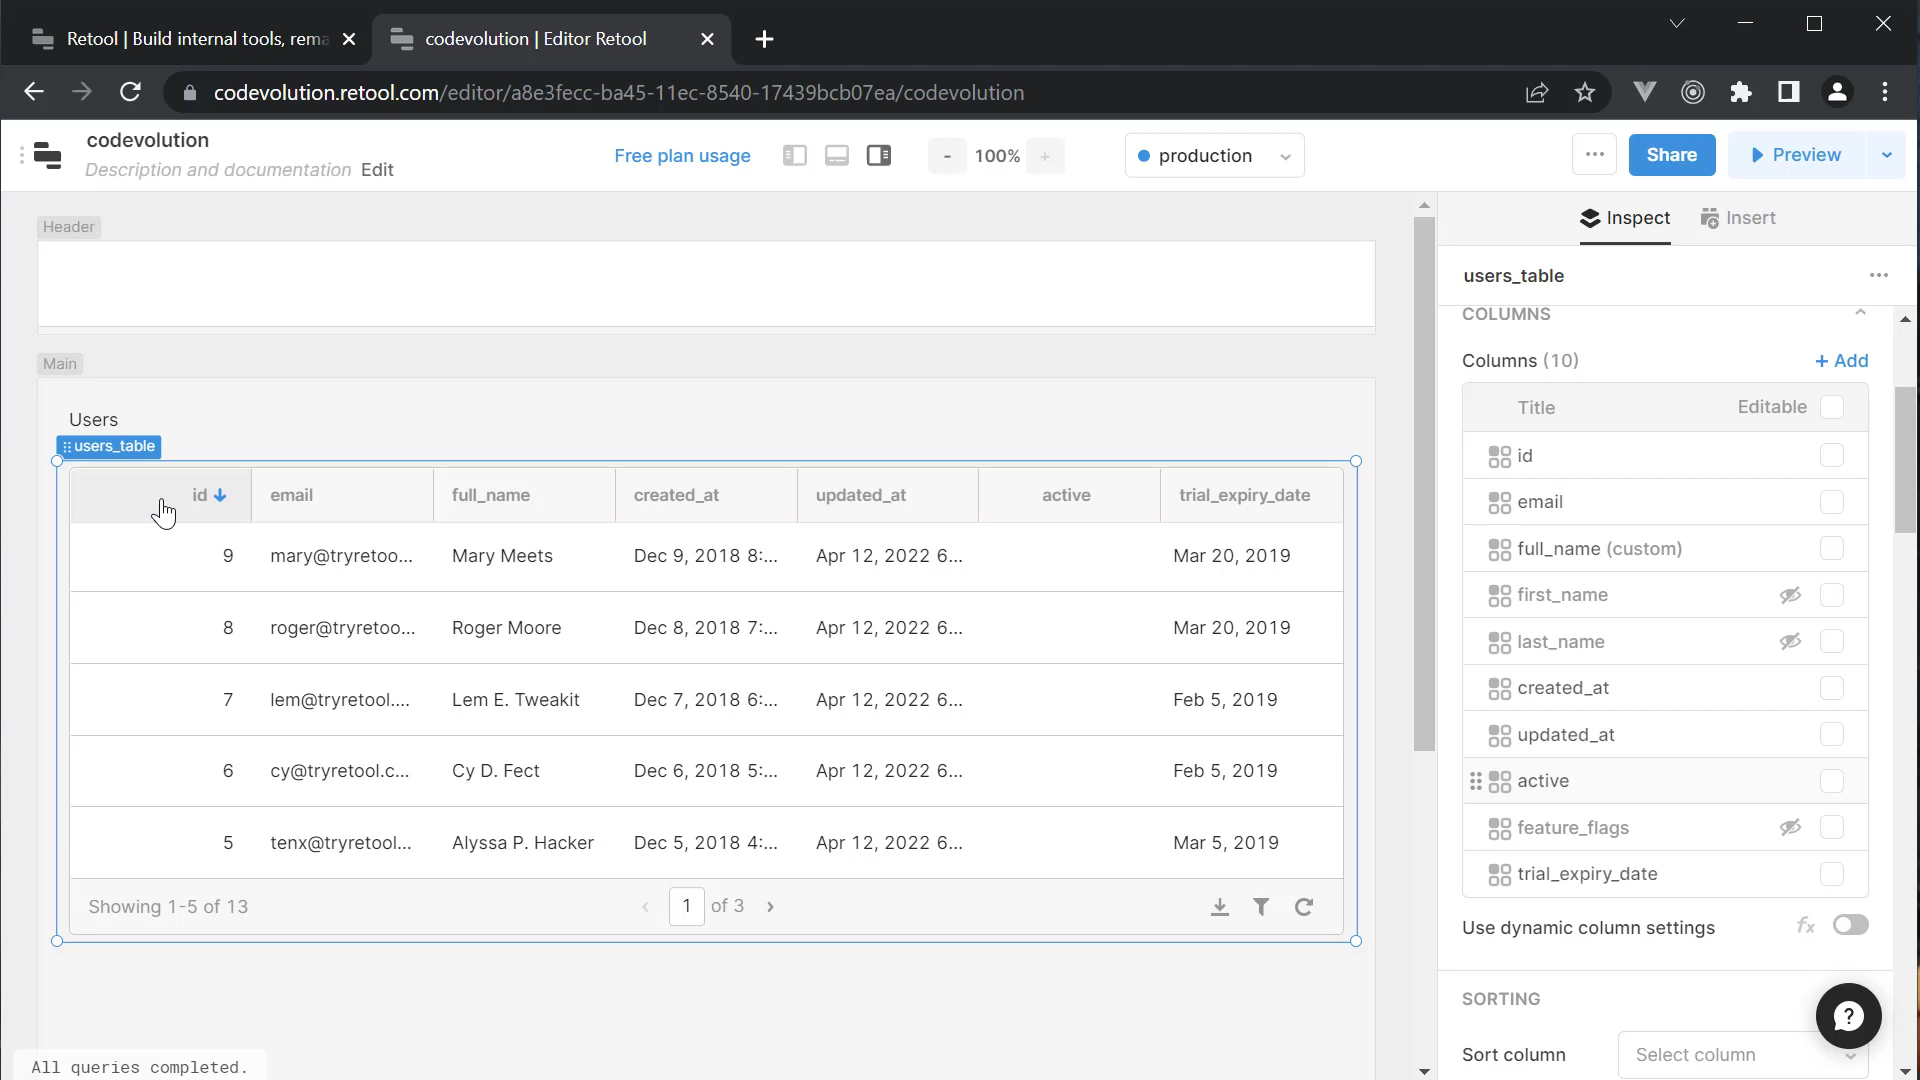 Retool | Build internal tools, rema
codevolution | Editor Retool
codevolution.retool.com/editor/a8e3fecc-ba45-11ec-8540-17439bcb07ea/codevolution
codevolution
Description and documentation Edit
Free plan usage
- 100% +
production
Share
Preview
Header
Main
Users
users_table
id email full_name created_at updated_at active trial_expiry_date
9 mary@tryretoo... Mary Meets Dec 9, 2018 8:... Apr 12, 2022 6... Mar 20, 2019
8 roger@tryretoo... Roger Moore Dec 8, 2018 7:... Apr 12, 2022 6... Mar 20, 2019
7 lem@tryretool.... Lem E. Tweakit Dec 7, 2018 6:... Apr 12, 2022 6... Feb 5, 2019
6 cy@tryretool.c... Cy D. Fect Dec 6, 2018 5:... Apr 12, 2022 6... Feb 5, 2019
5 tenx@tryretool... Alyssa P. Hacker Dec 5, 2018 4:... Apr 12, 2022 6... Mar 5, 2019
Showing 1-5 of 13
1 of 3
All queries completed.
Inspect Insert
users_table
COLUMNS
Columns (10) + Add
Title Editable
id
email
full_name (custom)
first_name
last_name
created_at
updated_at
active
feature_flags
trial_expiry_date
Use dynamic column settings fx
SORTING
Sort column Select column